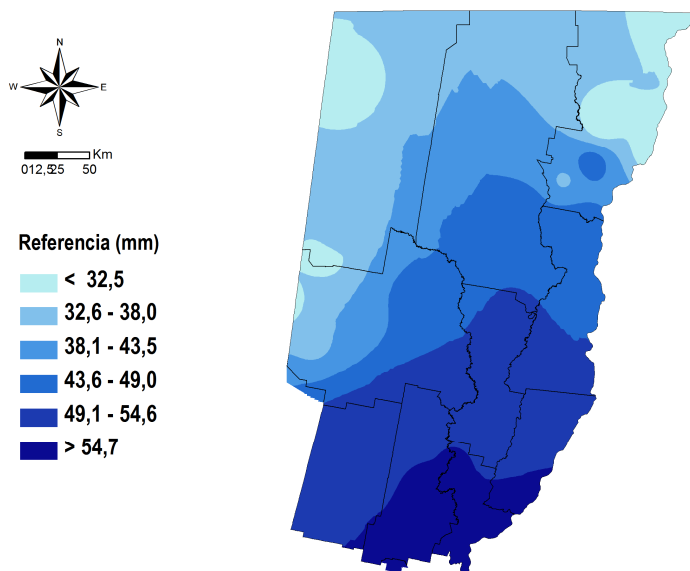 N
W E
S
Km
012,525 50
Referencia (mm)
< 32,5
32,6 - 38,0
38,1 - 43,5
43,6 - 49,0
49,1 - 54,6
> 54,7